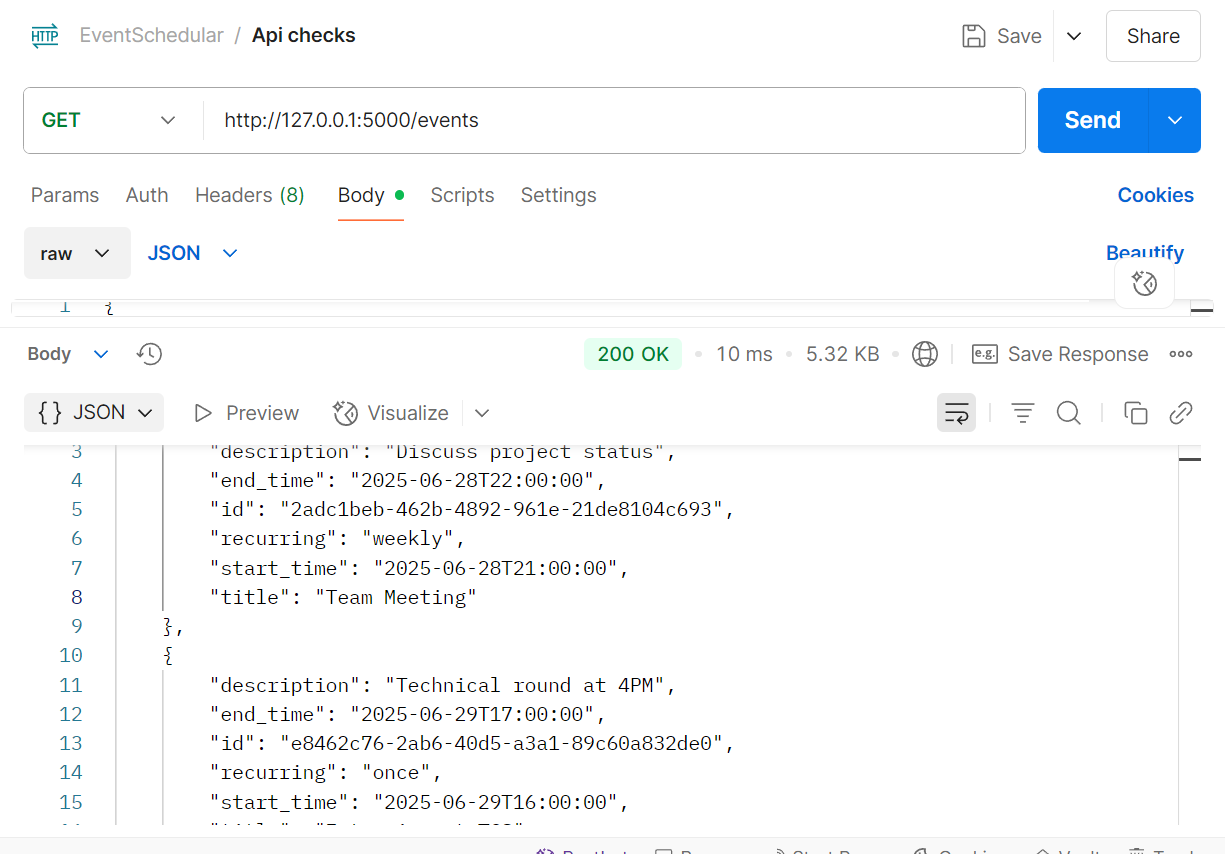 HTTP EventSchedular / Api checks Save Share
GET http://127.0.0.1:5000/events Send
Params Auth Headers (8) Body Scripts Settings Cookies
raw JSON Beautify
1 {
Body 200 OK 10 ms 5.32 KB e.g. Save Response
{} JSON Preview Visualize
3 "description": "Discuss project status",
4 "end_time": "2025-06-28T22:00:00",
5 "id": "2adc1beb-462b-4892-961e-21de8104c693",
6 "recurring": "weekly",
7 "start_time": "2025-06-28T21:00:00",
8 "title": "Team Meeting"
9 },
10 {
11 "description": "Technical round at 4PM",
12 "end_time": "2025-06-29T17:00:00",
13 "id": "e8462c76-2ab6-40d5-a3a1-89c60a832de0",
14 "recurring": "once",
15 "start_time": "2025-06-29T16:00:00",